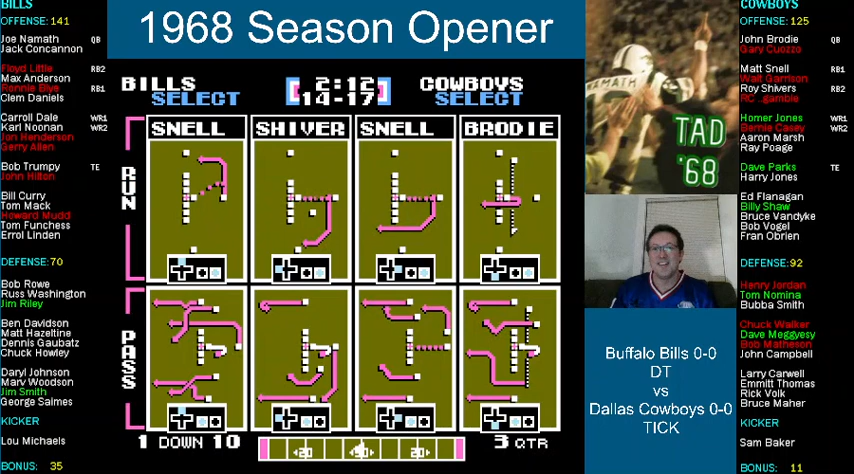 BILLS
OFFENSE: 141
Joe Namath QB
Jack Concannon
Floyd Little RB2
Max Anderson
Rennie Blye RB1
Clem Daniels
Carroll Dale WR1
Karl Noonan WR2
Jon Henderson
Gerry Allen
Bob Trumpy TE
John Hilton
Bill Curry
Tom Mack
Howard Mudd
Tom Funchess
Errol Linden
DEFENSE: 70
Bob Rowe
Russ Washington
Jim Riley
Ben Davidson
Matt Hazeltine
Dennis Gaubatz
Chuck Howley
Daryl Johnson
Marv Woodson
Jim Smith
George Saimes
KICKER
Lou Michaels
BONUS: 35
1968 Season Opener
BILLS 2:12 COWBOYS
SELECT 14-17 SELECT
SNELL SHIVER SNELL BRODIE
RUN
PASS
1 DOWN 10 20 50 20 3 QTR
NAMATH
TAD
'68
Buffalo Bills 0-0
DT
vs
Dallas Cowboys 0-0
TICK
COWBOYS
OFFENSE: 125
John Brodie QB
Gary Cuozzo
Matt Snell RB1
Walt Garrison
Roy Shivers RB2
RC _gamble
Homer Jones WR1
Bernie Casey WR2
Aaron Marsh
Ray Poage
Dave Parks TE
Harry Jones
Ed Flanagan
Billy Shaw
Bruce Vandyke
Bob Vogel
Fran Obrien
DEFENSE: 92
Henry Jordan
Tom Nomina
Bubba Smith
Chuck Walker
Dave Meggyesy
Bob Matheson
John Campbell
Larry Carwell
Emmitt Thomas
Rick Volk
Bruce Maher
KICKER
Sam Baker
BONUS: 11